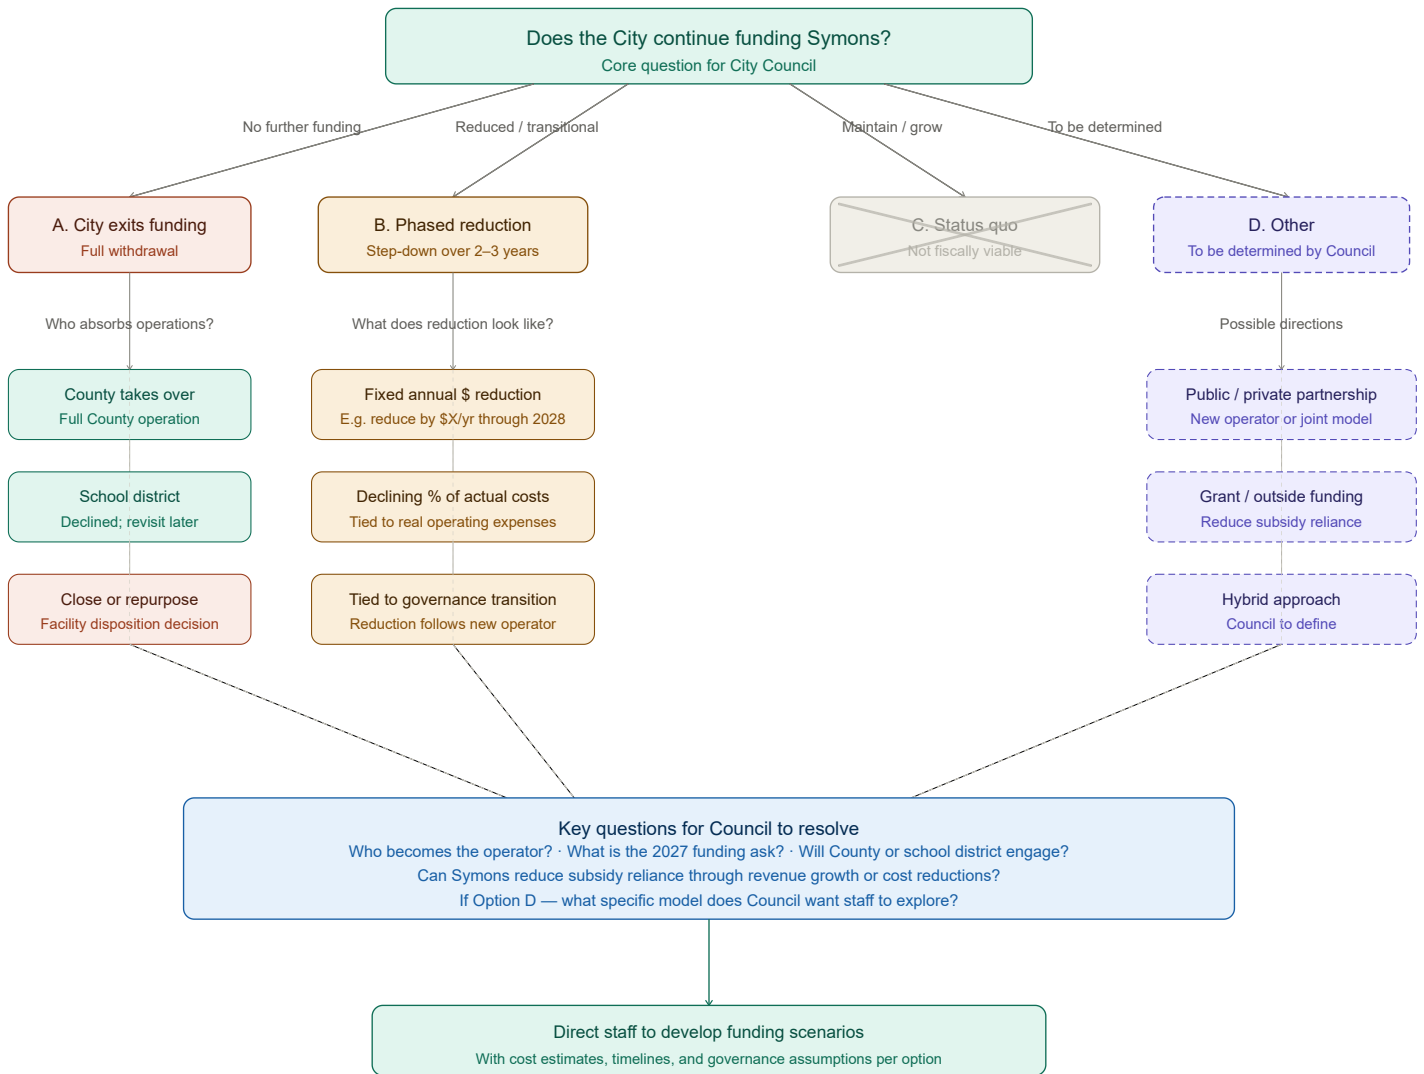 Does the City continue funding Symons?
Core question for City Council
No further funding
Reduced / transitional
Maintain / grow
To be determined
A. City exits funding
Full withdrawal
B. Phased reduction
Step-down over 2–3 years
C. Status quo
Not fiscally viable
D. Other
To be determined by Council
Who absorbs operations?
What does reduction look like?
Possible directions
County takes over
Full County operation
Fixed annual $ reduction
E.g. reduce by $X/yr through 2028
Public / private partnership
New operator or joint model
School district
Declined; revisit later
Declining % of actual costs
Tied to real operating expenses
Grant / outside funding
Reduce subsidy reliance
Close or repurpose
Facility disposition decision
Tied to governance transition
Reduction follows new operator
Hybrid approach
Council to define
Key questions for Council to resolve
Who becomes the operator? · What is the 2027 funding ask? · Will County or school district engage?
Can Symons reduce subsidy reliance through revenue growth or cost reductions?
If Option D — what specific model does Council want staff to explore?
Direct staff to develop funding scenarios
With cost estimates, timelines, and governance assumptions per option